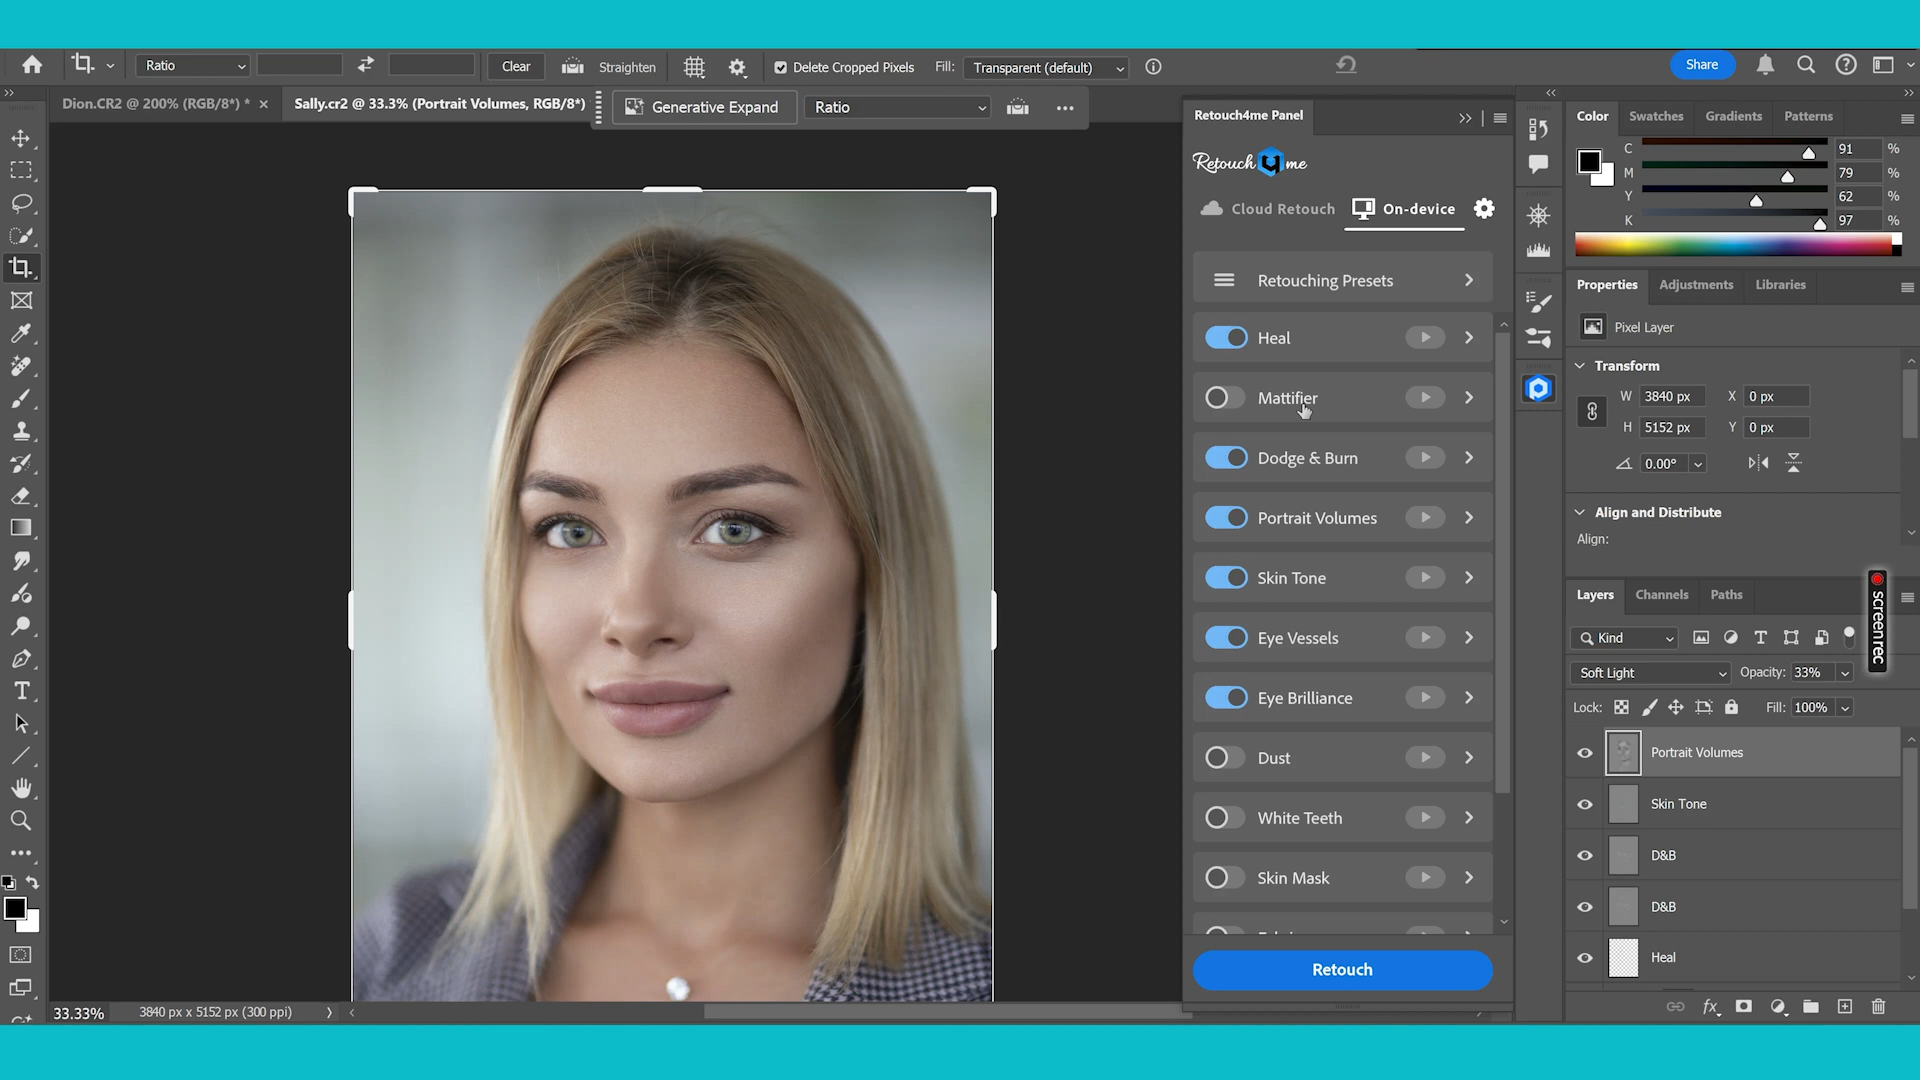 Ratio
Clear
Straighten
Delete Cropped Pixels
Fill:
Transparent (default)
Share
Dion.CR2 @ 200% (RGB/8*) *
Sally.cr2 @ 33.3% (Portrait Volumes, RGB/8*)
Generative Expand
Ratio
Retouch4me Panel
Retouch4me
Cloud Retouch
On-device
Retouching Presets
Heal
Mattifier
Dodge & Burn
Portrait Volumes
Skin Tone
Eye Vessels
Eye Brilliance
Dust
White Teeth
Skin Mask
Retouch
Color
Swatches
Gradients
Patterns
C 91 %
M 79 %
Y 62 %
K 97 %
Properties
Adjustments
Libraries
Pixel Layer
Transform
W 3840 px X 0 px
H 5152 px Y 0 px
0.00°
Align and Distribute
Align:
Layers
Channels
Paths
screenrec
Kind
Soft Light
Opacity: 33%
Lock:
Fill: 100%
Portrait Volumes
Skin Tone
D&B
D&B
Heal
fx
33.33%
3840 px x 5152 px (300 ppi)